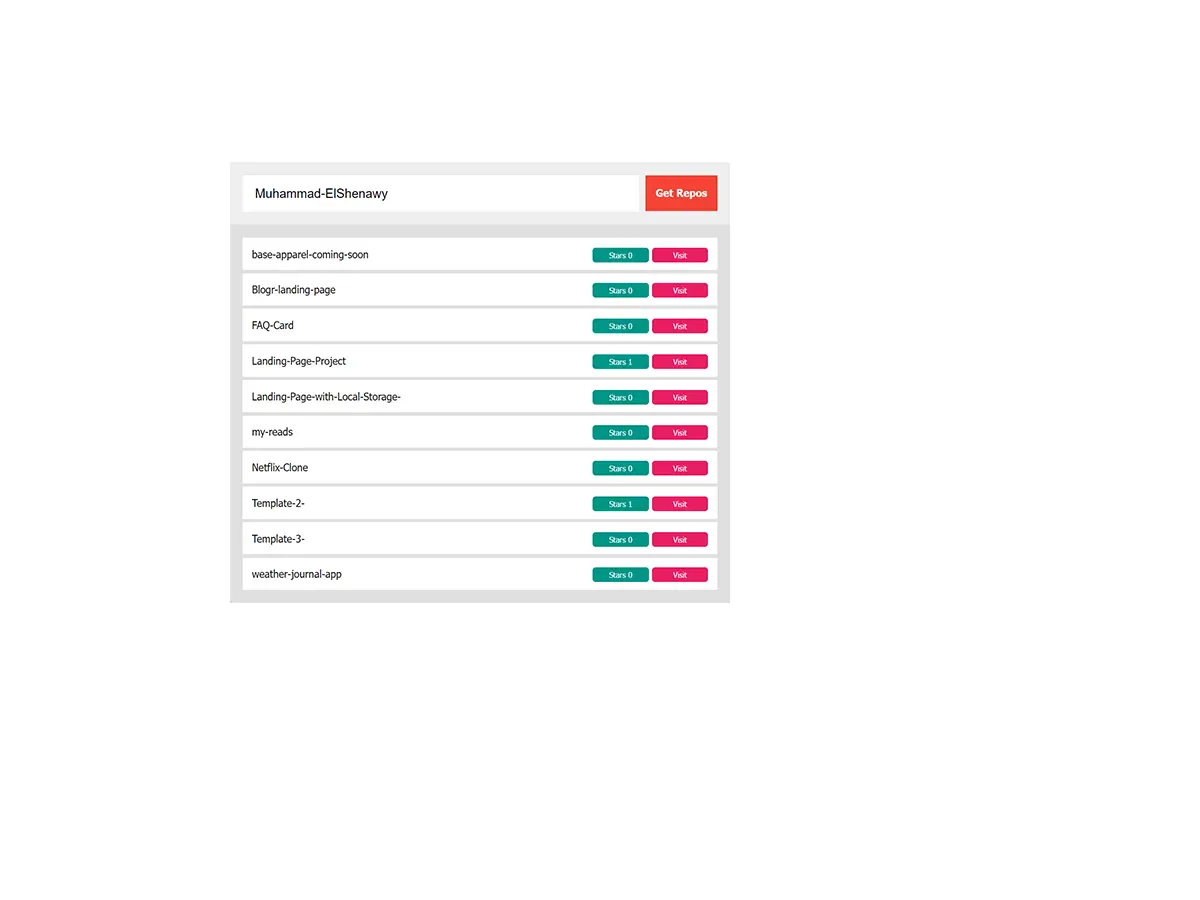 Muhammad-ElShenawy Get Repos
base-apparel-coming-soon Stars 0 Visit
Blogr-landing-page Stars 0 Visit
FAQ-Card Stars 0 Visit
Landing-Page-Project Stars 1 Visit
Landing-Page-with-Local-Storage- Stars 0 Visit
my-reads Stars 0 Visit
Netflix-Clone Stars 0 Visit
Template-2- Stars 1 Visit
Template-3- Stars 0 Visit
weather-journal-app Stars 0 Visit